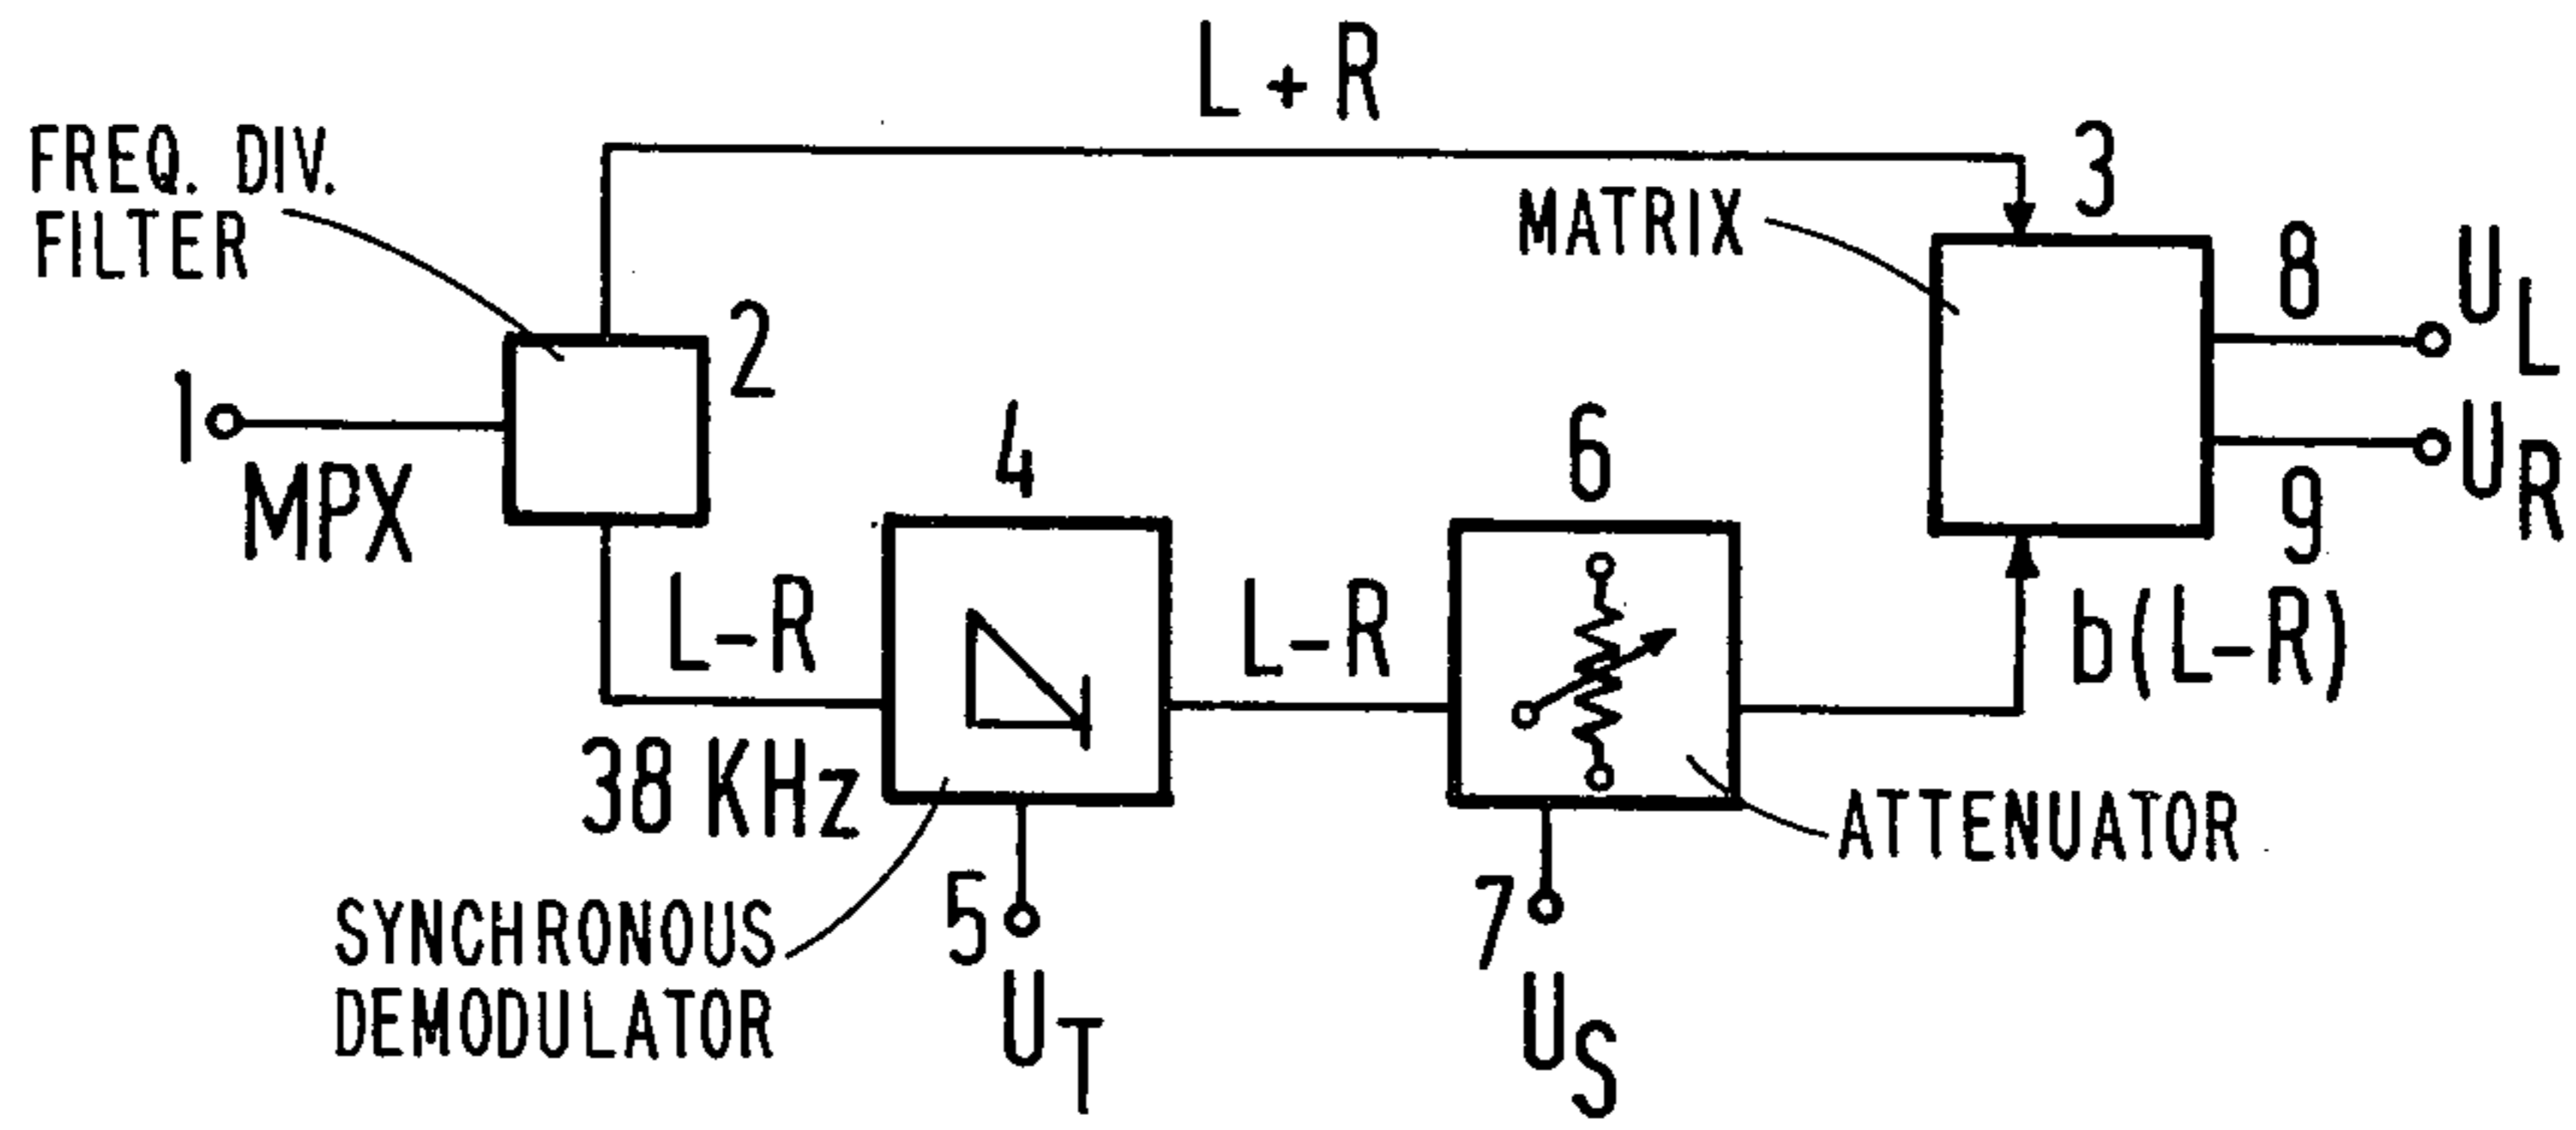 L + R
FREQ. DIV.
FILTER
MATRIX
3
2
8
U_L
1
MPX
4
6
U_R
9
L-R
L-R
b(L-R)
38 KHz
ATTENUATOR
SYNCHRONOUS
DEMODULATOR
5
U_T
7
U_S